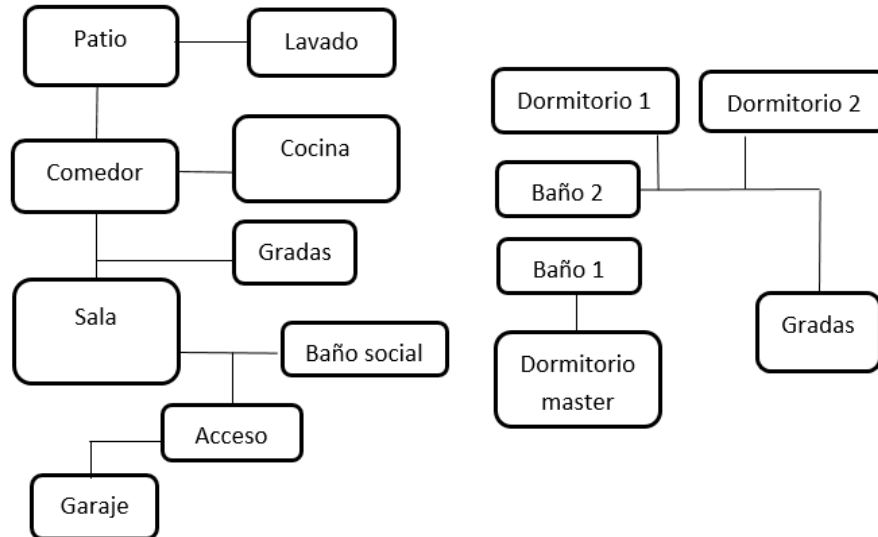 Patio
Lavado
Comedor
Cocina
Gradas
Sala
Baño social
Acceso
Garaje
Dormitorio 1
Dormitorio 2
Baño 2
Baño 1
Gradas
Dormitorio
master